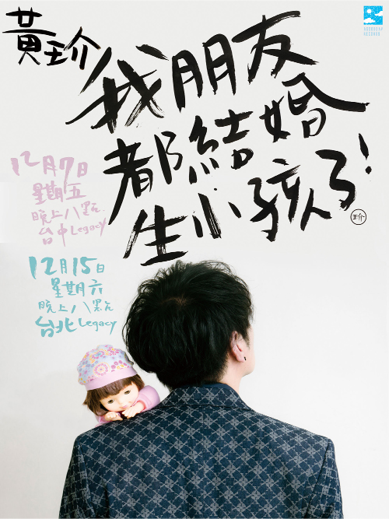 黃玠
我朋友
都結婚
生小孩了!
12月7日
星期五
晚上八點
台中Legacy
12月15日
星期六
晚上八點
台北Legacy